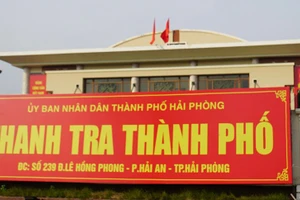 ỦY BAN NHÂN DÂN THÀNH PHỐ HẢI PHÒNG
HANH TRA THÀNH PHỐ
ĐC: SỐ 239 Đ.LÊ HỒNG PHONG - P.HẢI AN - TP.HẢI PHÒNG